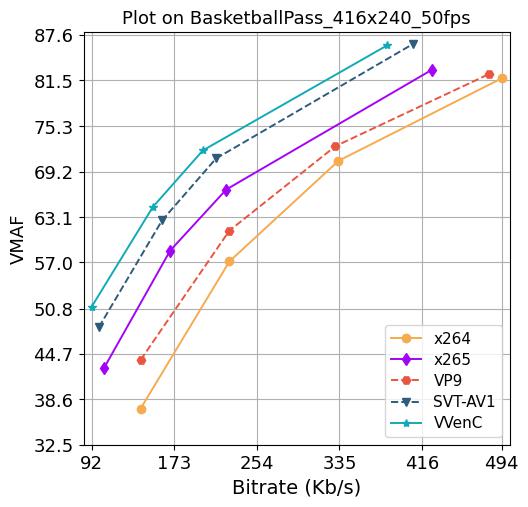 Plot on BasketballPass_416x240_50fps
87.6
81.5
75.3
69.2
63.1
57.0
50.8
44.7
38.6
32.5
VMAF
x264
x265
VP9
SVT-AV1
VVenC
92 173 254 335 416 494
Bitrate (Kb/s)